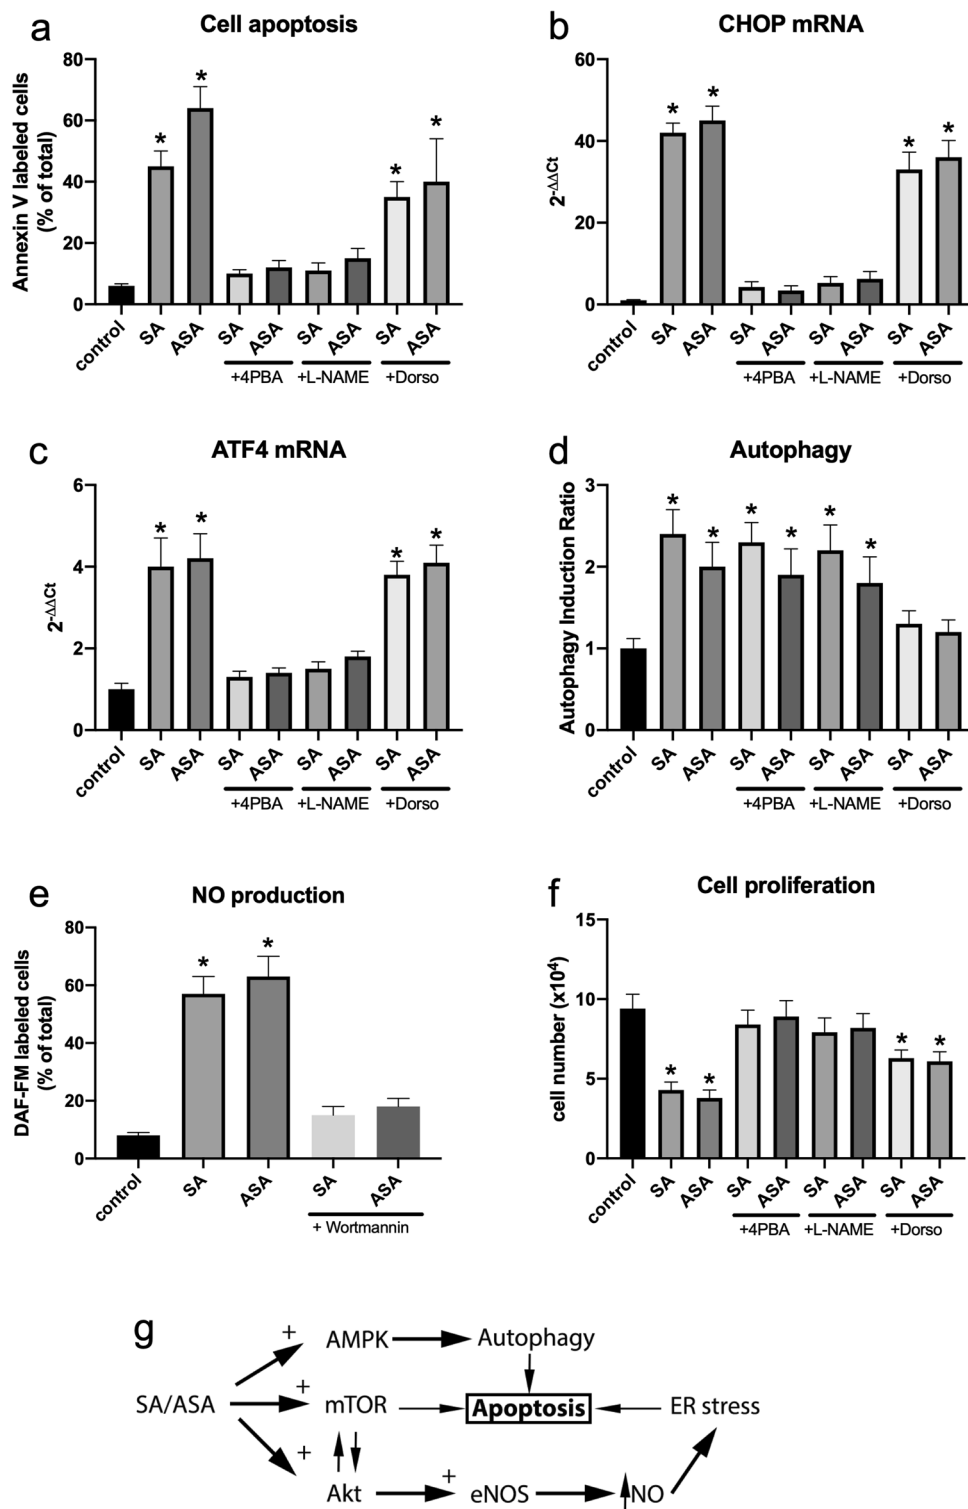 a
Cell apoptosis
Annexin V labeled cells
(% of total)
80
60
40
20
0
control
SA
ASA
SA
ASA
SA
ASA
SA
ASA
+4PBA
+L-NAME
+Dorso
*
*
*
*
b
CHOP mRNA
2-ΔΔCt
60
40
20
0
control
SA
ASA
SA
ASA
SA
ASA
SA
ASA
+4PBA
+L-NAME
+Dorso
*
*
*
*
c
ATF4 mRNA
2-ΔΔCt
6
4
2
0
control
SA
ASA
SA
ASA
SA
ASA
SA
ASA
+4PBA
+L-NAME
+Dorso
*
*
*
*
d
Autophagy
Autophagy Induction Ratio
3
2
1
0
control
SA
ASA
SA
ASA
SA
ASA
SA
ASA
+4PBA
+L-NAME
+Dorso
*
*
*
*
*
*
e
NO production
DAF-FM labeled cells
(% of total)
80
60
40
20
0
control
SA
ASA
SA
ASA
+ Wortmannin
*
*
f
Cell proliferation
cell number (x10⁴)
15
10
5
0
control
SA
ASA
SA
ASA
SA
ASA
SA
ASA
+4PBA
+L-NAME
+Dorso
*
*
*
*
g
+ AMPK Autophagy
SA/ASA + mTOR Apoptosis ER stress
+ Akt + eNOS NO